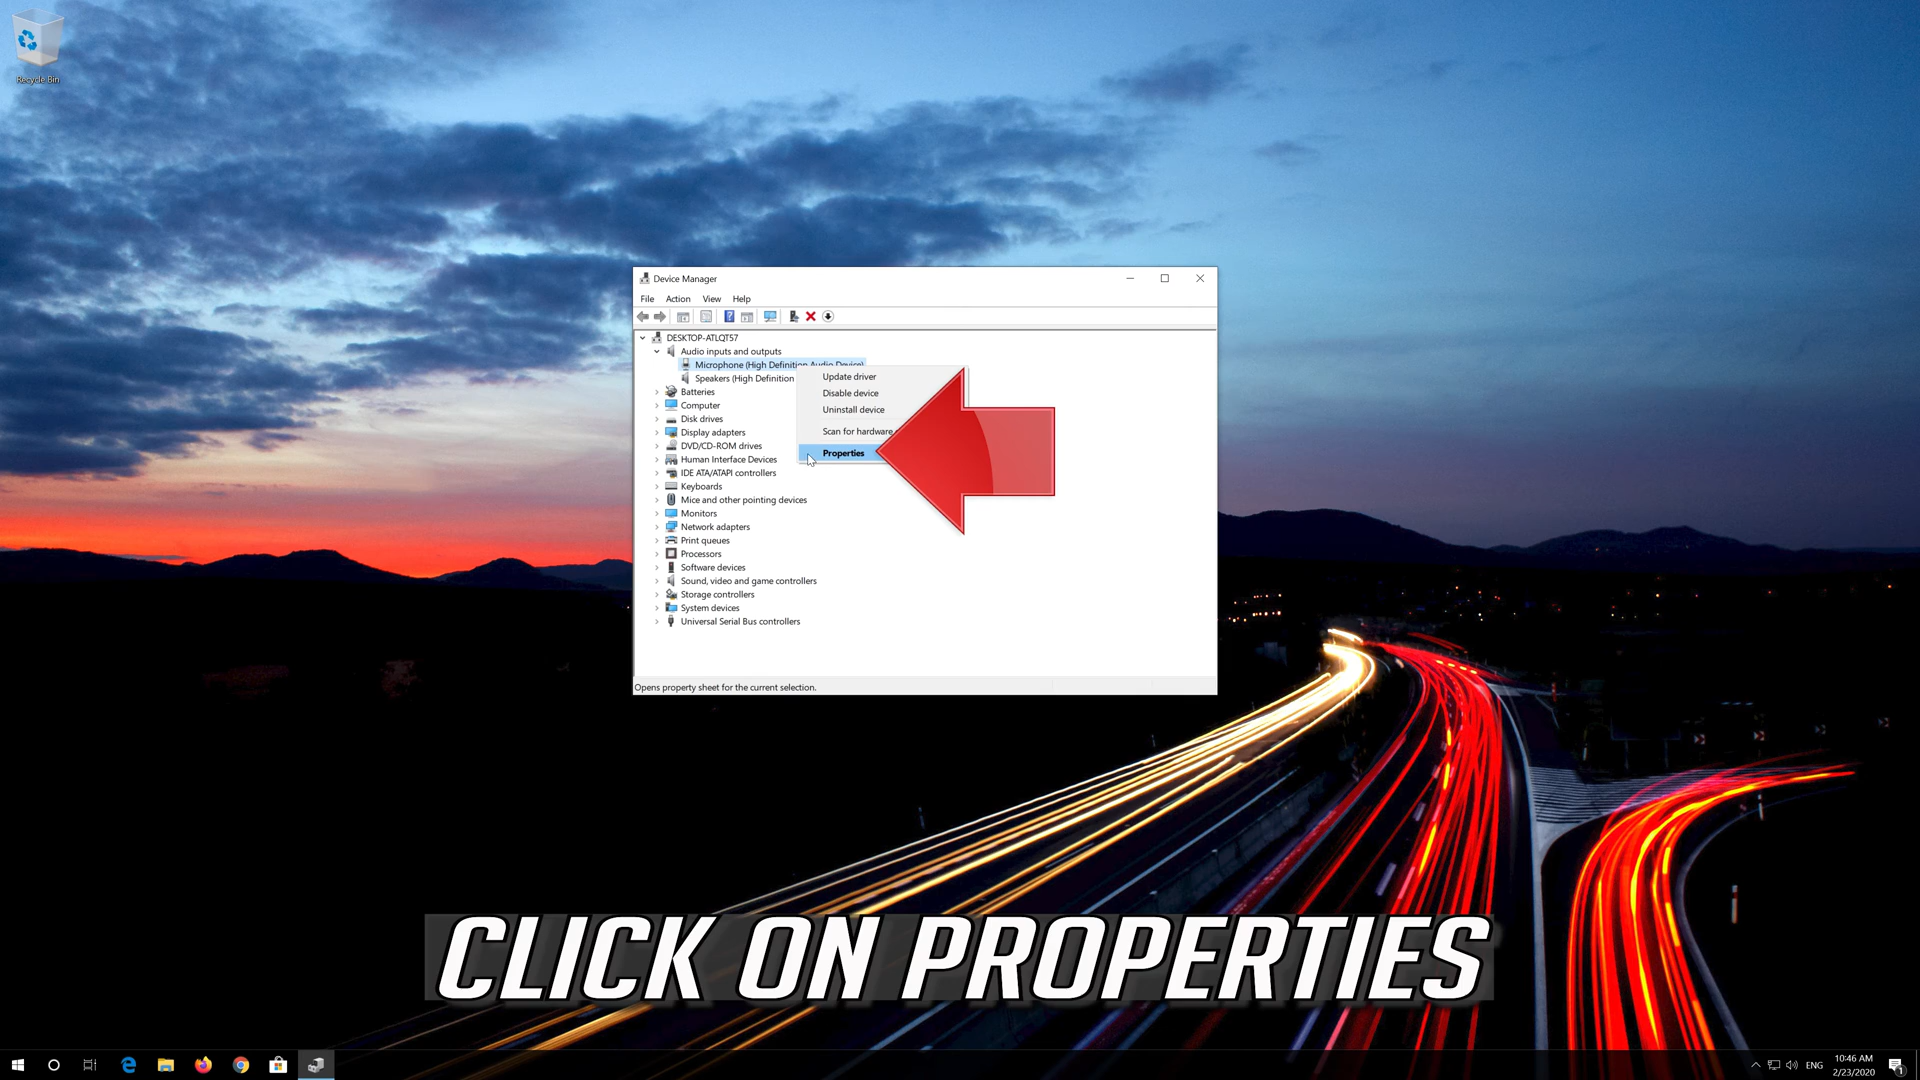 Recycle Bin
Device Manager
File Action View Help
DESKTOP-ATLQT57
Audio inputs and outputs
Microphone (High Definition Audio Device)
Speakers (High Definition
Update driver
Disable device
Uninstall device
Scan for hardware
Properties
Batteries
Computer
Disk drives
Display adapters
DVD/CD-ROM drives
Human Interface Devices
IDE ATA/ATAPI controllers
Keyboards
Mice and other pointing devices
Monitors
Network adapters
Print queues
Processors
Software devices
Sound, video and game controllers
Storage controllers
System devices
Universal Serial Bus controllers
Opens property sheet for the current selection.
CLICK ON PROPERTIES
ENG
10:46 AM
2/23/2020
1